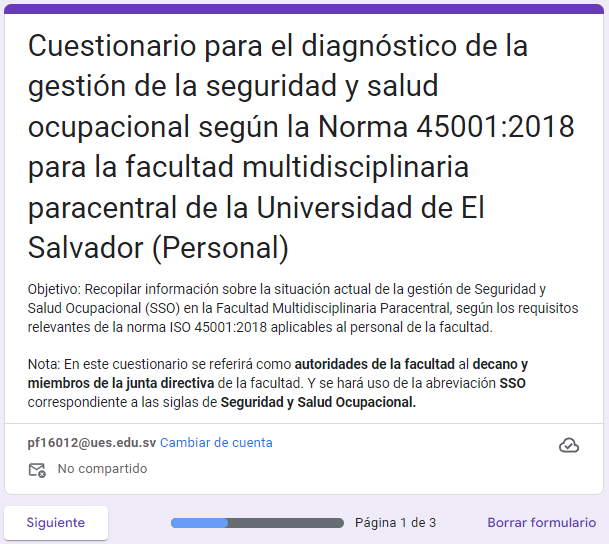 Cuestionario para el diagnóstico de la
gestión de la seguridad y salud
ocupacional según la Norma 45001:2018
para la facultad multidisciplinaria
paracentral de la Universidad de El
Salvador (Personal)
Objetivo: Recopilar información sobre la situación actual de la gestión de Seguridad y
Salud Ocupacional (SSO) en la Facultad Multidisciplinaria Paracentral, según los requisitos
relevantes de la norma ISO 45001:2018 aplicables al personal de la facultad.
Nota: En este cuestionario se referirá como autoridades de la facultad al decano y
miembros de la junta directiva de la facultad. Y se hará uso de la abreviación SSO
correspondiente a las siglas de Seguridad y Salud Ocupacional.
pf16012@ues.edu.sv Cambiar de cuenta
No compartido
Siguiente Página 1 de 3 Borrar formulario